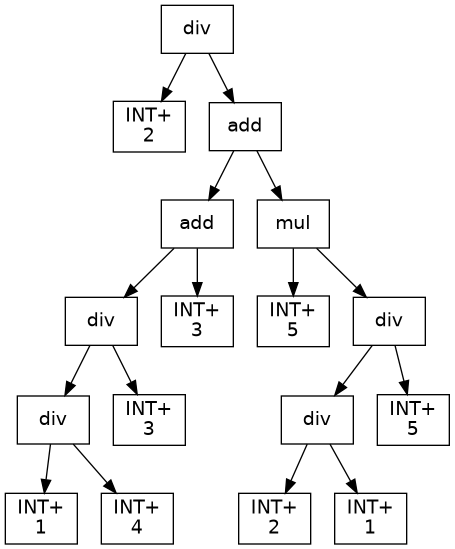 div
INT+
2
add
add
mul
div
INT+
3
INT+
5
div
div
INT+
3
div
INT+
5
INT+
1
INT+
4
INT+
2
INT+
1